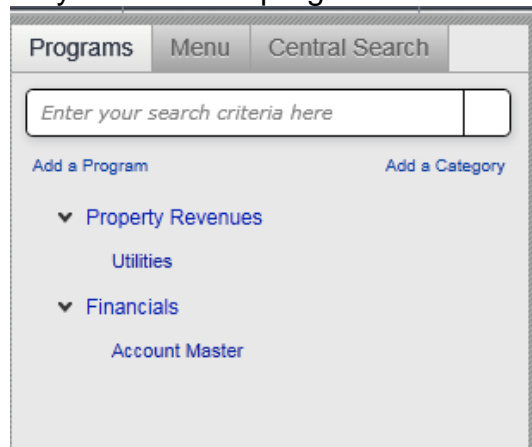 Programs Menu Central Search
Enter your search criteria here
Add a Program Add a Category
Property Revenues
Utilities
Financials
Account Master